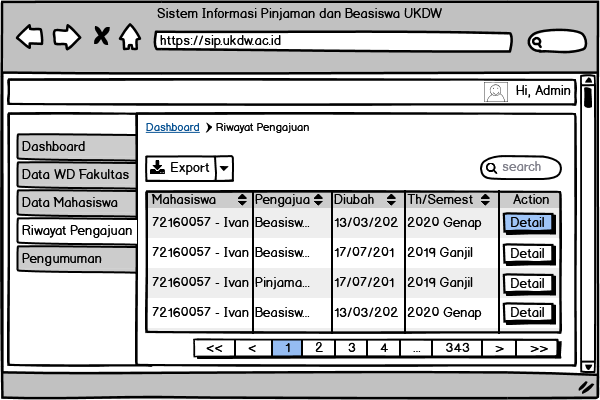 Sistem Informasi Pinjaman dan Beasiswa UKDW
https://sip.ukdw.ac.id
Hi, Admin
Dashboard
Data WD Fakultas
Data Mahasiswa
Riwayat Pengajuan
Pengumuman
Dashboard Riwayat Pengajuan
Export search
Mahasiswa Pengajua Diubah Th/Semest Action
72160057 - Ivan Beasisw... 13/03/202 2020 Genap Detail
72160057 - Ivan Beasisw... 17/07/201 2019 Ganjil Detail
72160057 - Ivan Pinjama... 17/07/201 2019 Ganjil Detail
72160057 - Ivan Beasisw... 13/03/202 2020 Genap Detail
<< < 1 2 3 4 ... 343 > >>